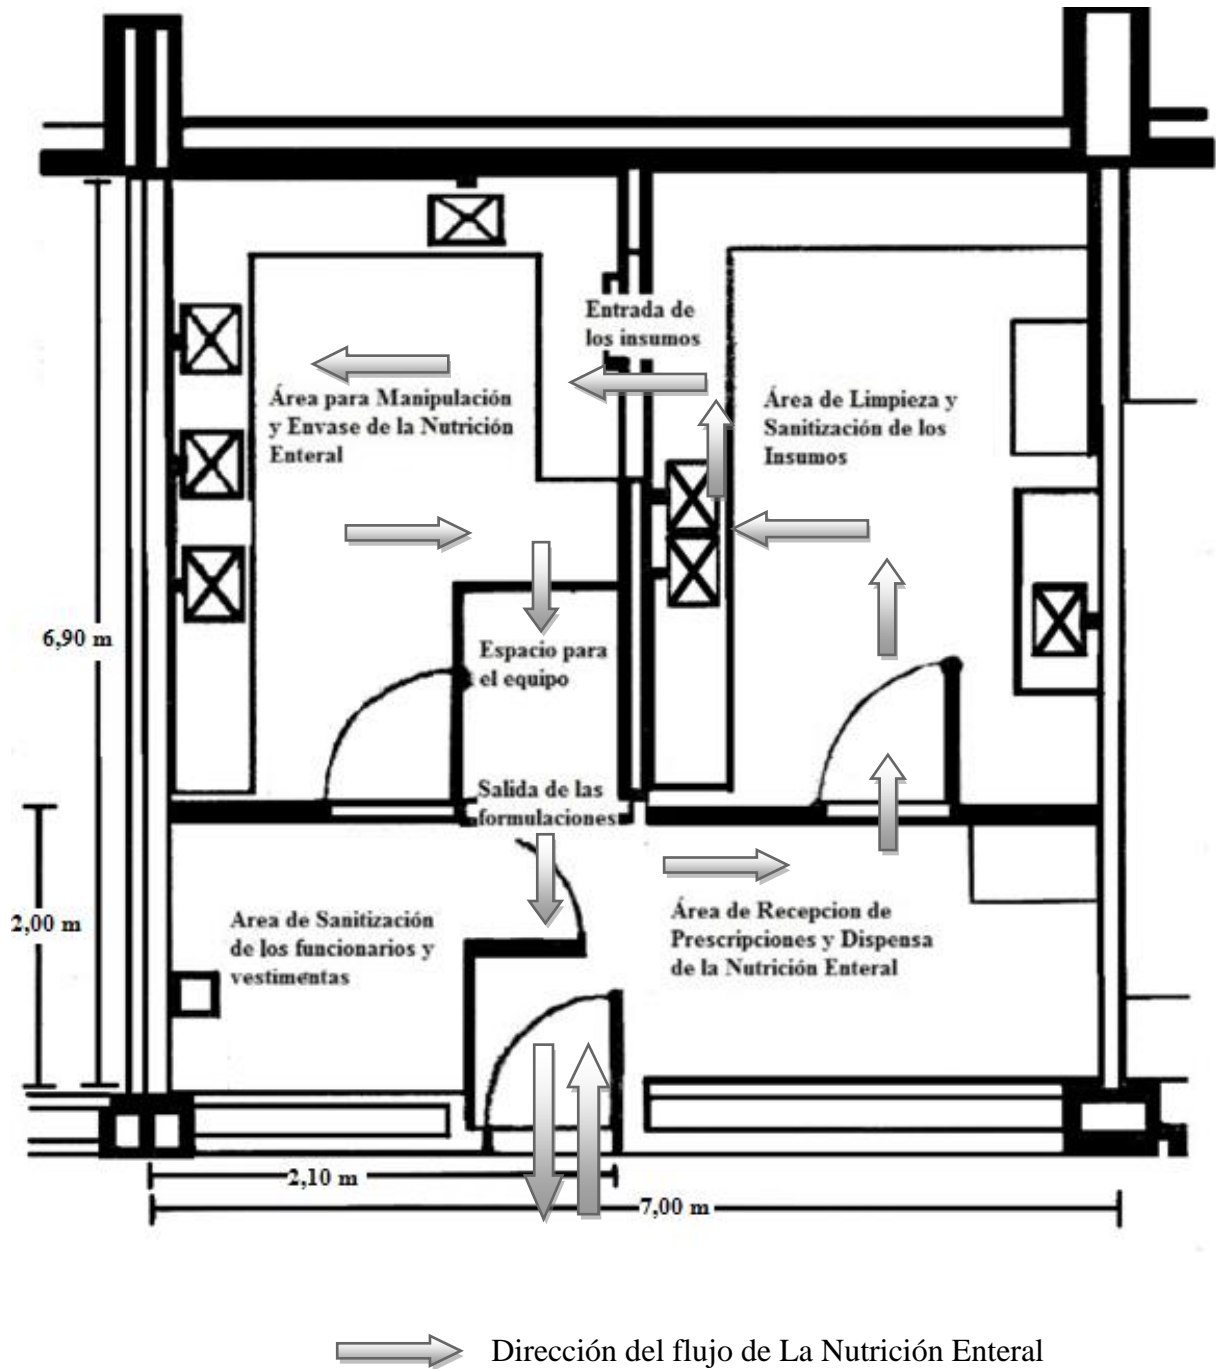 Entrada de
los insumos
Área para Manipulación
y Envase de la Nutrición
Enteral
Área de Limpieza y
Sanitización de los
Insumos
6,90 m
Espacio para
el equipo
Salida de las
formulaciones
2,00 m
Area de Sanitización
de los funcionarios y
vestimentas
Área de Recepcion de
Prescripciones y Dispensa
de la Nutrición Enteral
2,10 m
7,00 m
Dirección del flujo de La Nutrición Enteral